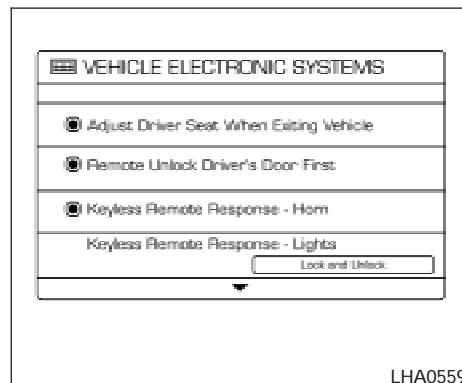 VEHICLE ELECTRONIC SYSTEMS
Adjust Driver Seat When Exiting Vehicle
Remote Unlock Driver's Door First
Keyless Remote Response - Horn
Keyless Remote Response - Lights
Lock and Unlock
LHA0559